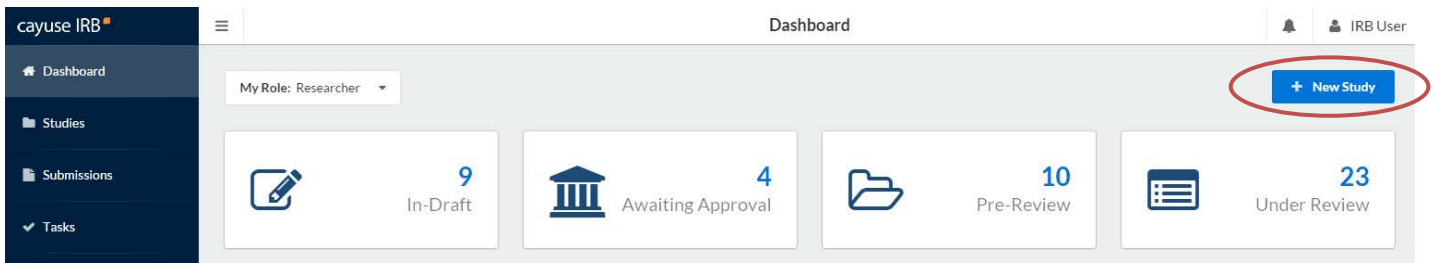 cayuse IRB
Dashboard
IRB User
Dashboard
Studies
Submissions
Tasks
My Role: Researcher
+ New Study
9
In-Draft
4
Awaiting Approval
10
Pre-Review
23
Under Review